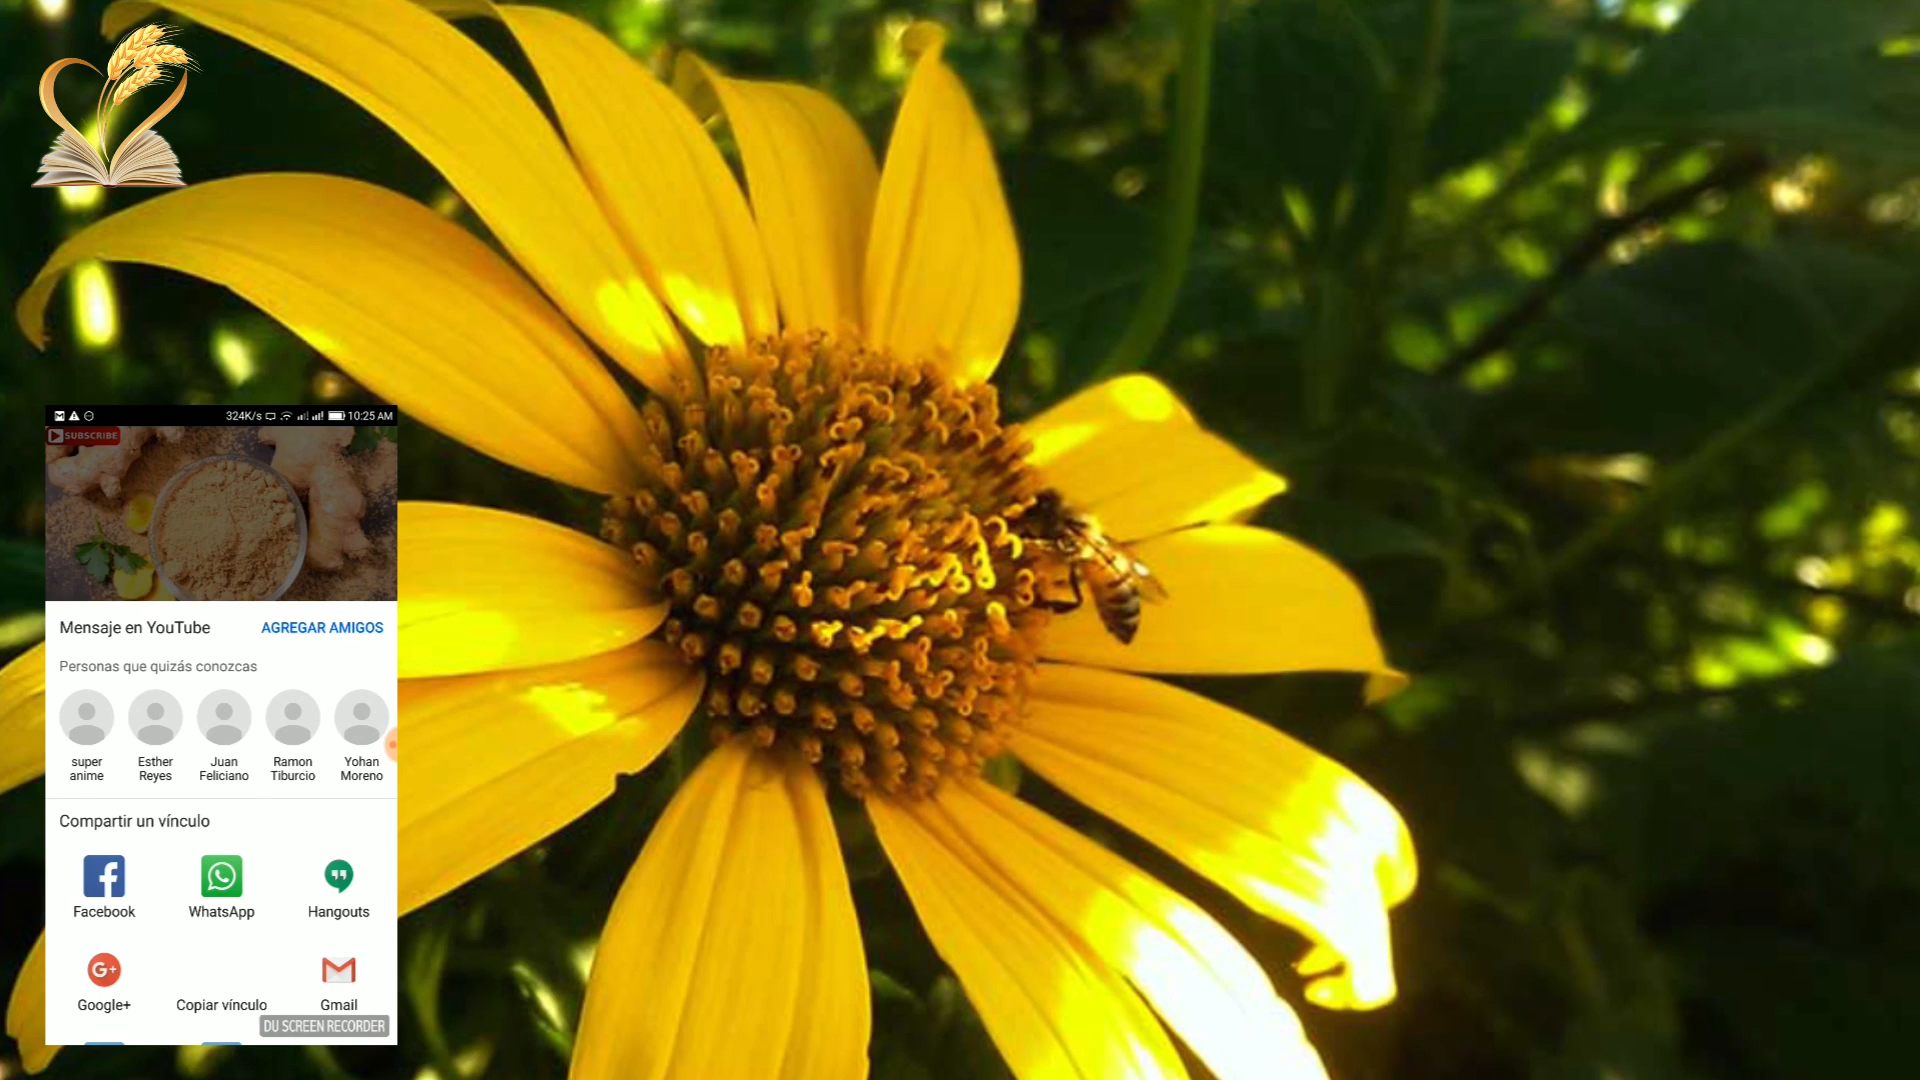 324K/s 10:25 AM
SUBSCRIBE
Mensaje en YouTube AGREGAR AMIGOS
Personas que quizás conozcas
super anime
Esther Reyes
Juan Feliciano
Ramon Tiburcio
Yohan Moreno
Compartir un vínculo
Facebook WhatsApp Hangouts
Google+ Copiar vínculo Gmail
DU SCREEN RECORDER